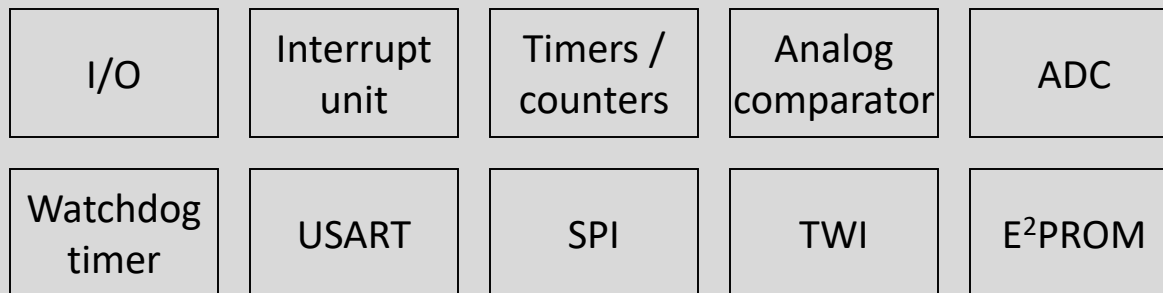 I/O
Interrupt
unit
Timers /
counters
Analog
comparator
ADC
Watchdog
timer
USART
SPI
TWI
E²PROM